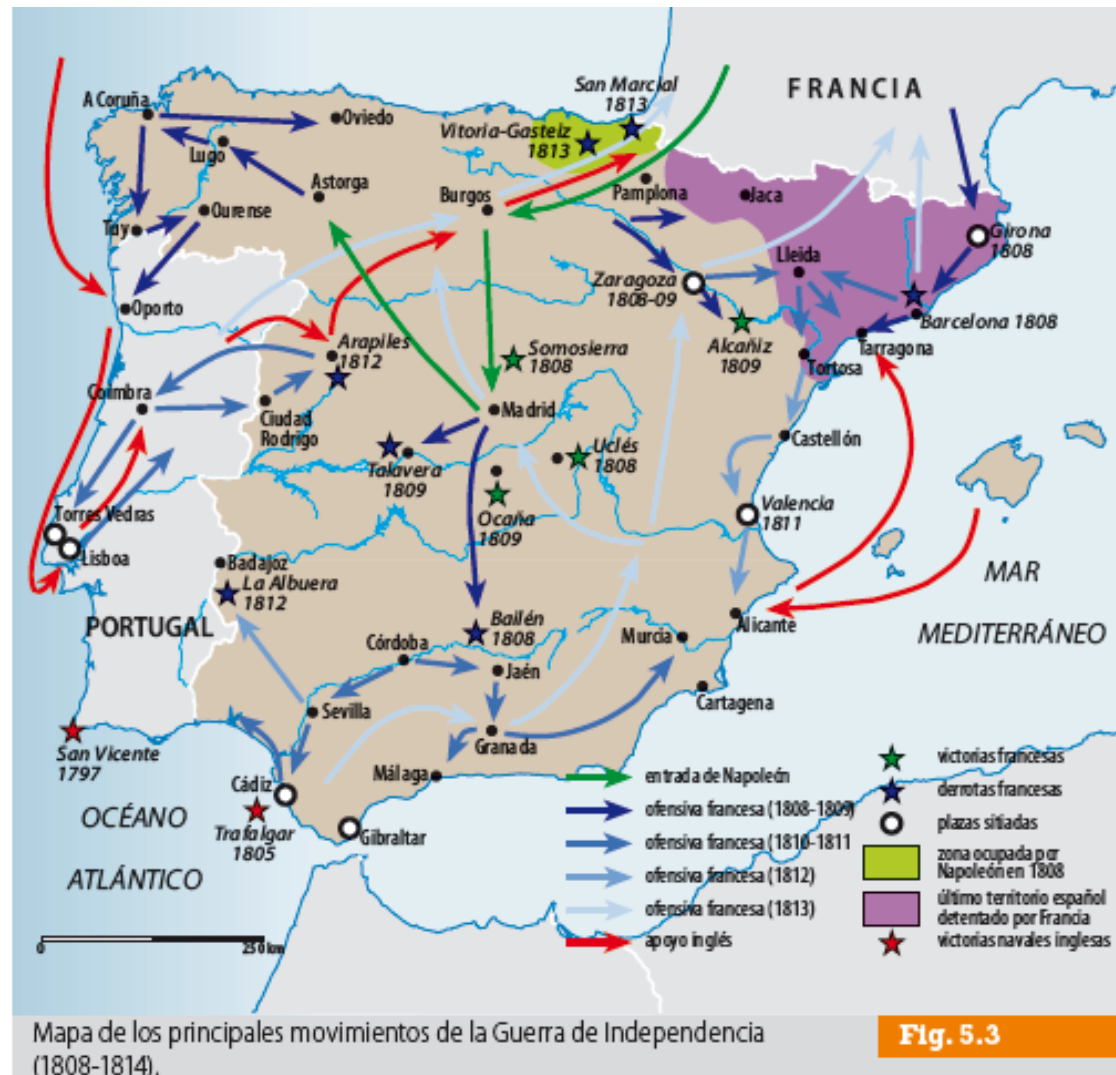 FRANCIA
San Marcial
1813
A Coruña
Oviedo
Vitoria-Gasteiz
1813
Lugo
Pamplona
Jaca
Astorga
Burgos
Ourense
Tuy
Girona
1808
Lleida
Zaragoza
1808-09
Oporto
Barcelona 1808
Arapiles
1812
Somosierra
1808
Alcañiz
1809
Tarragona
Tortosa
Coimbra
Ciudad
Rodrigo
Madrid
Castellón
Uclés
1808
Talavera
1809
Ocaña
1809
Valencia
1811
Torres Vedras
Lisboa
Badajoz
La Albuera
1812
MAR
MEDITERRÁNEO
PORTUGAL
Bailén
1808
Murcia
Alicante
Córdoba
Jaén
Cartagena
Sevilla
Granada
San Vicente
1797
Málaga
Cádiz
OCÉANO
ATLÁNTICO
Trafalgar
1805
Gibraltar
0
250 km
entrada de Napoleón
ofensiva francesa (1808-1809)
ofensiva francesa (1810-1811
ofensiva francesa (1812)
ofensiva francesa (1813)
apoyo inglés
victorias francesas
derrotas francesas
plazas sitiadas
zona ocupada por
Napoleón en 1808
último territorio español
detentado por Francia
victorias navales inglesas
Mapa de los principales movimientos de la Guerra de Independencia
(1808-1814).
Fig. 5.3